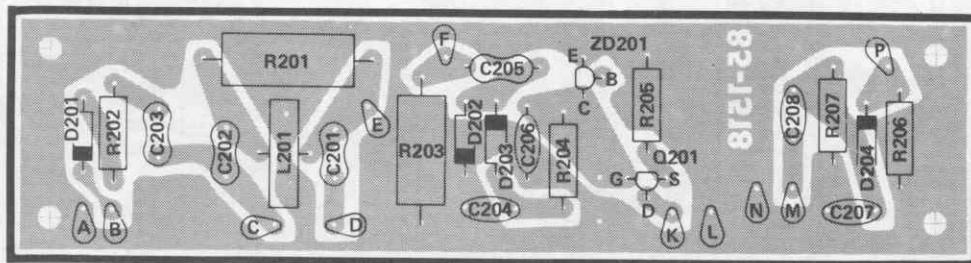 F
E
ZD201
P
R201
C205
B
C
85-1518
D201
R202
C203
C202
L201
C201
E
R203
D202
D203
C206
R204
R205
Q201
G
S
D
C208
R207
D204
R206
A
B
C
D
C204
K
L
N
M
C207